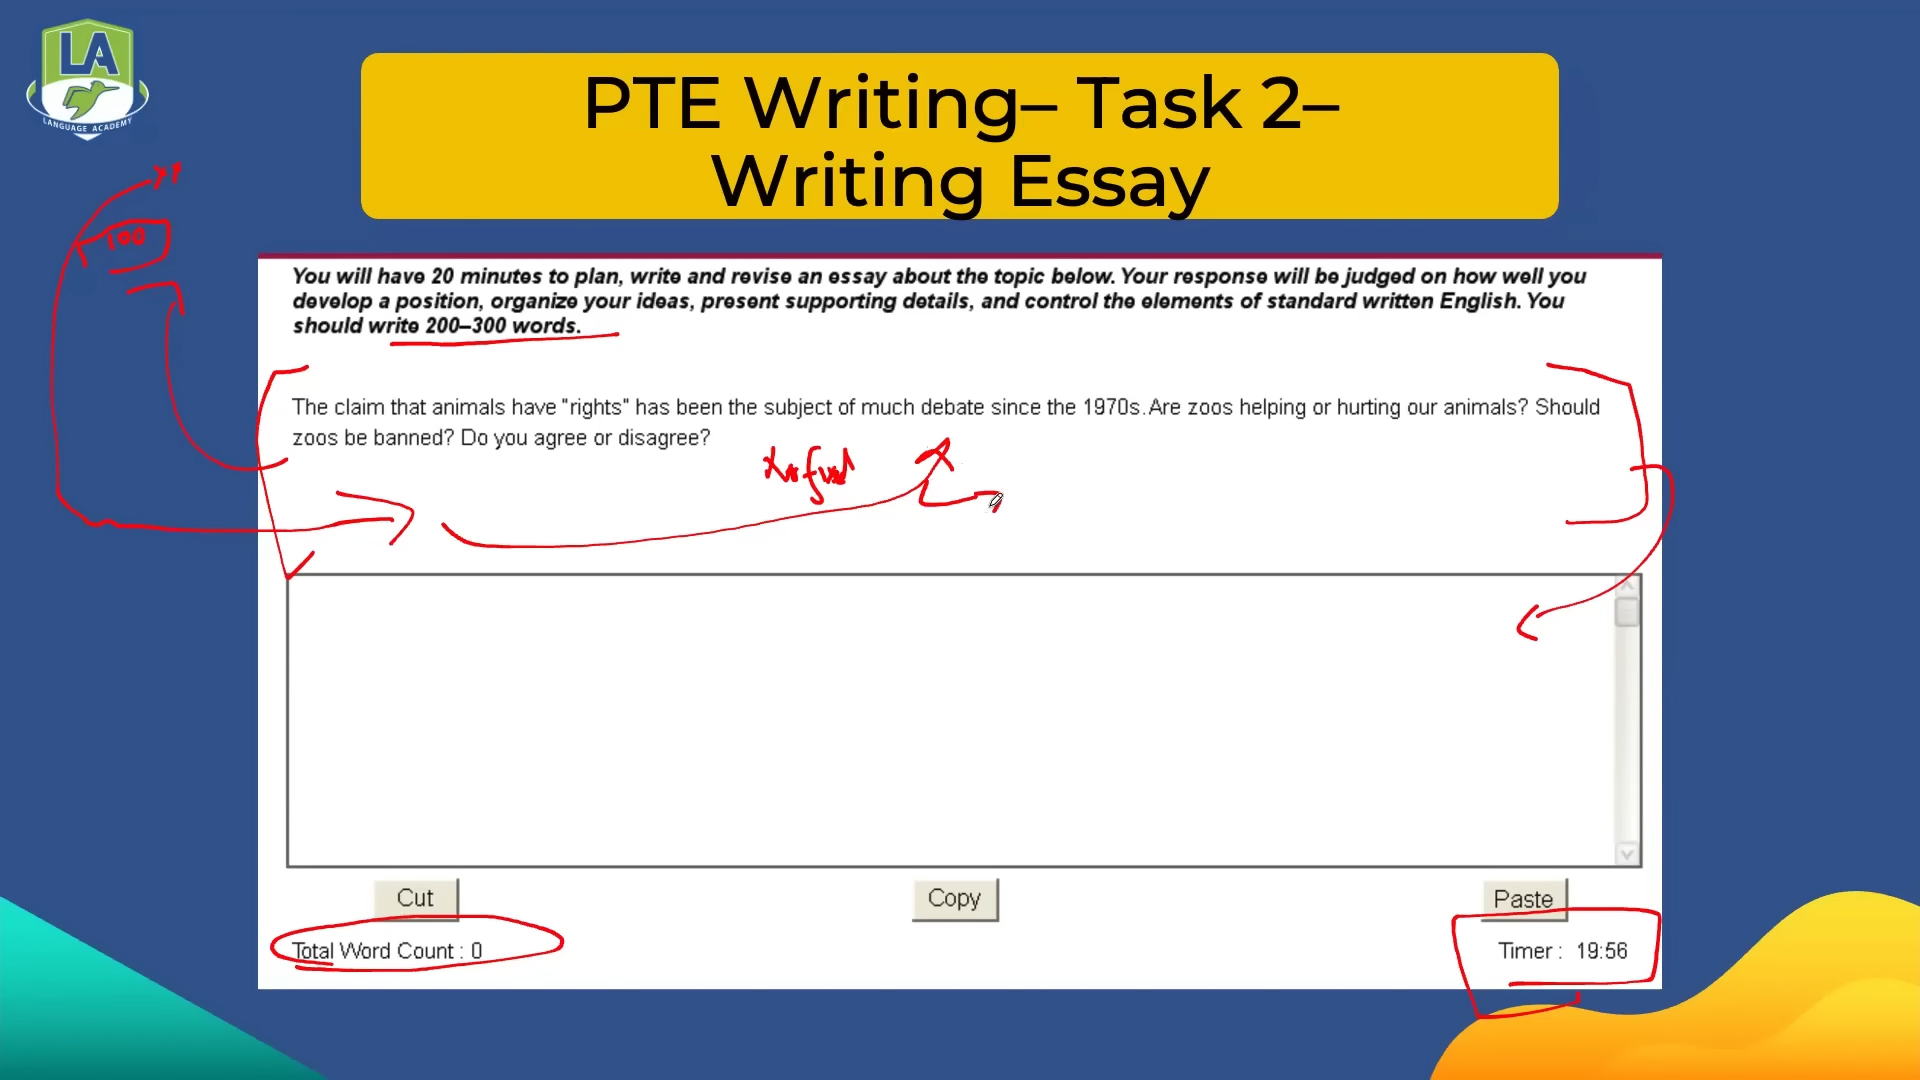 LA
LANGUAGE ACADEMY
PTE Writing– Task 2–
Writing Essay
100
You will have 20 minutes to plan, write and revise an essay about the topic below. Your response will be judged on how well you
develop a position, organize your ideas, present supporting details, and control the elements of standard written English. You
should write 200–300 words.
The claim that animals have "rights" has been the subject of much debate since the 1970s. Are zoos helping or hurting our animals? Should
zoos be banned? Do you agree or disagree?
Cut
Copy
Paste
Total Word Count : 0
Timer : 19:56